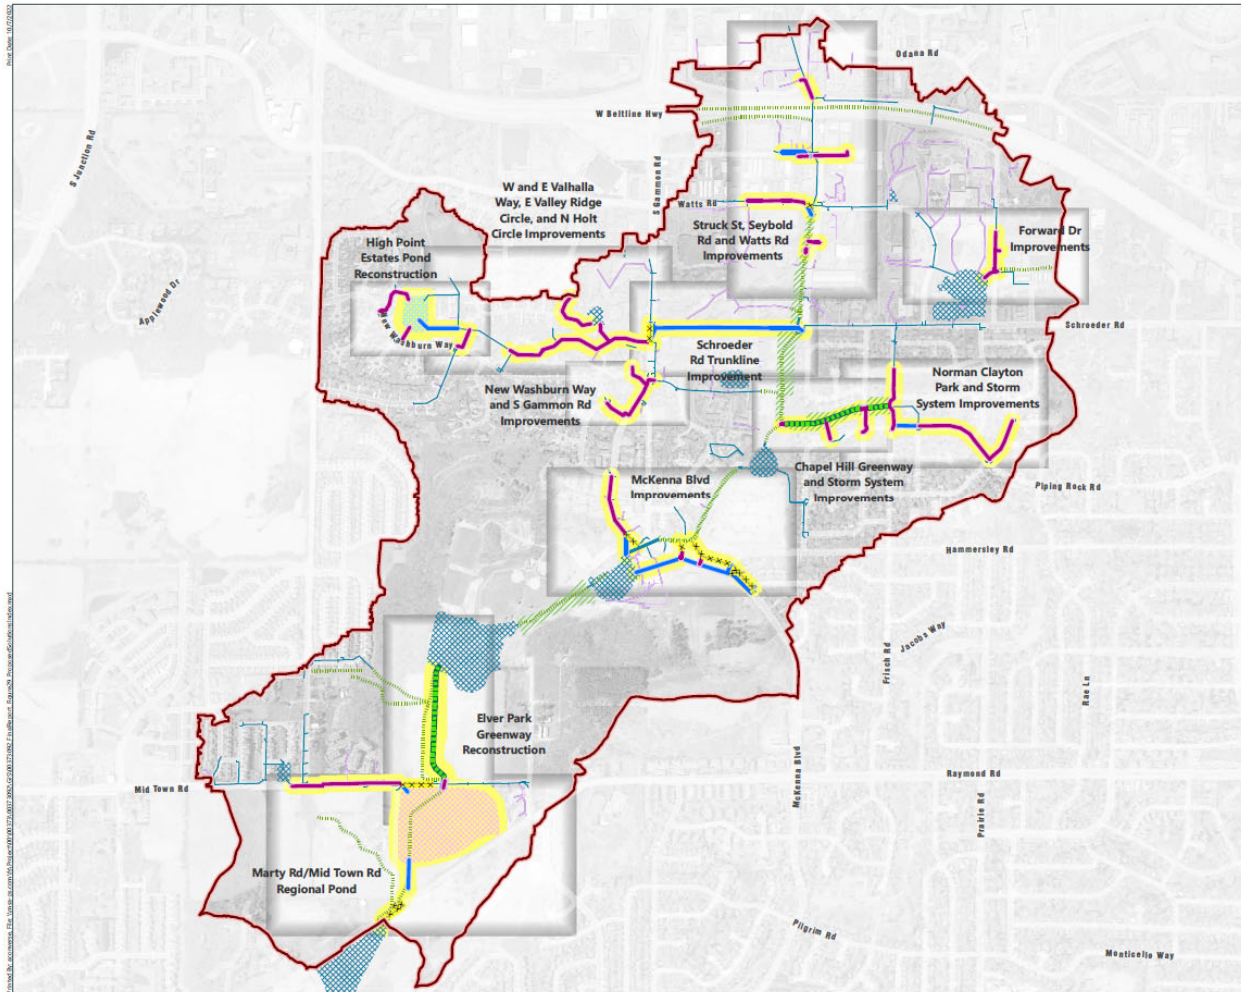 Print Date: 10/7/2022
Odana Rd
W Beltline Hwy
S Junction Rd
S Gammon Rd
W and E Valhalla
Way, E Valley Ridge
Circle, and N Holt
Circle Improvements
Watts Rd
Struck St, Seybold
Rd and Watts Rd
Improvements
Forward Dr
Improvements
High Point
Estates Pond
Reconstruction
Applewood Dr
New Washburn Way
Schroeder Rd
Schroeder
Rd Trunkline
Improvement
Norman Clayton
Park and Storm
System Improvements
New Washburn Way
and S Gammon Rd
Improvements
McKenna Blvd
Improvements
Chapel Hill Greenway
and Storm System
Improvements
Piping Rock Rd
Hammersley Rd
Jacobs Way
Frisch Rd
Rae Ln
Elver Park
Greenway
Reconstruction
McKenna Blvd
Raymond Rd
Mid Town Rd
Prairie Rd
Marty Rd/Mid Town Rd
Regional Pond
Pilgrim Rd
Monticello Way